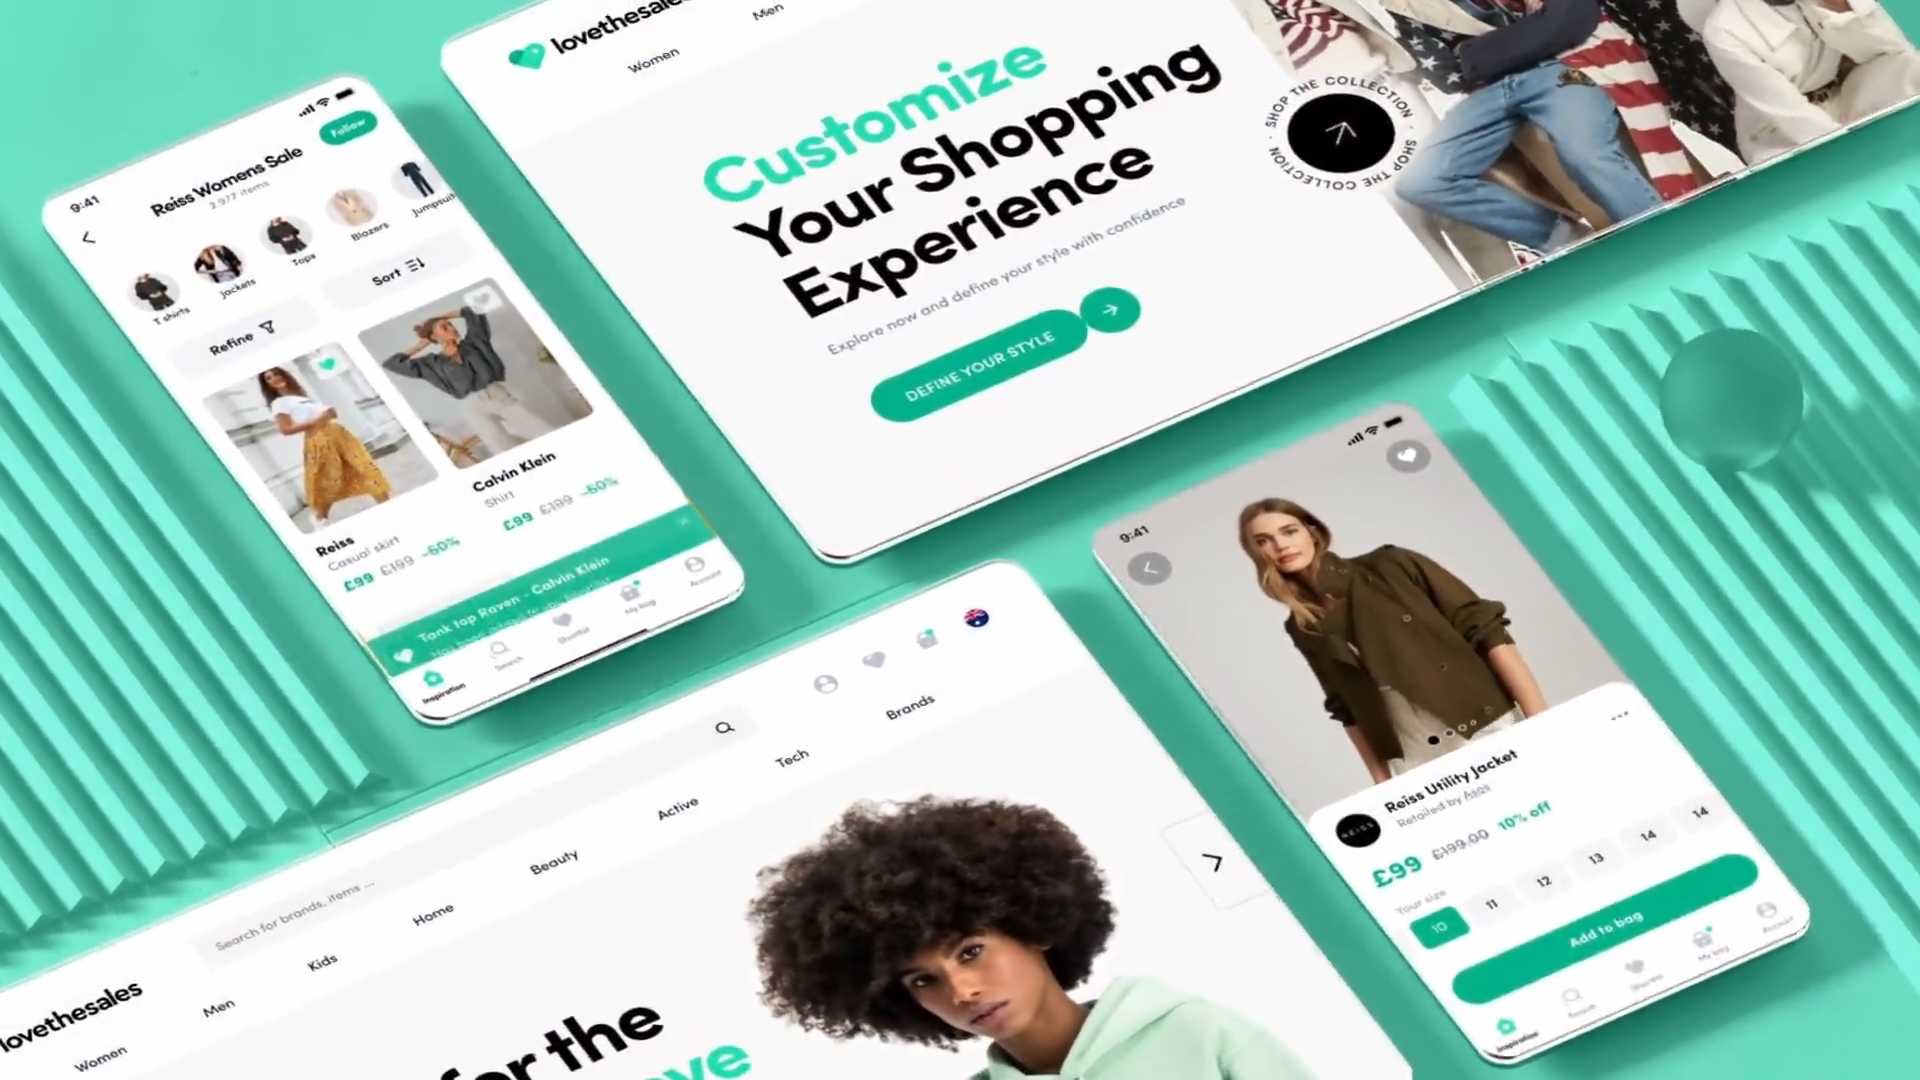 9:41
Follow
Reiss Womens Sale
3,977 items
T shirts
Jackets
Tops
Blazers
Jumpsuit
Refine
Sort
Reiss
Casual skirt
£99 £199 -60%
Calvin Klein
Shirt
£99 £199 -60%
Tank top Raven - Calvin Klein
Inspiration
Search
Shortlist
My bag
Account
lovethesales
Women
Men
Customize
Your Shopping
Experience
Explore now and define your style with confidence
DEFINE YOUR STYLE
SHOP THE COLLECTION · SHOP THE COLLECTION ·
lovethesales
Search for brands, items ...
Women
Men
Kids
Home
Beauty
Active
Tech
Brands
for the
ove
9:41
REISS
Reiss Utility Jacket
Retailed by Asos
£99 £199.00 10% off
Your size
10
11
12
13
14
14
Add to bag
Inspiration
Search
Shortlist
My bag
Account